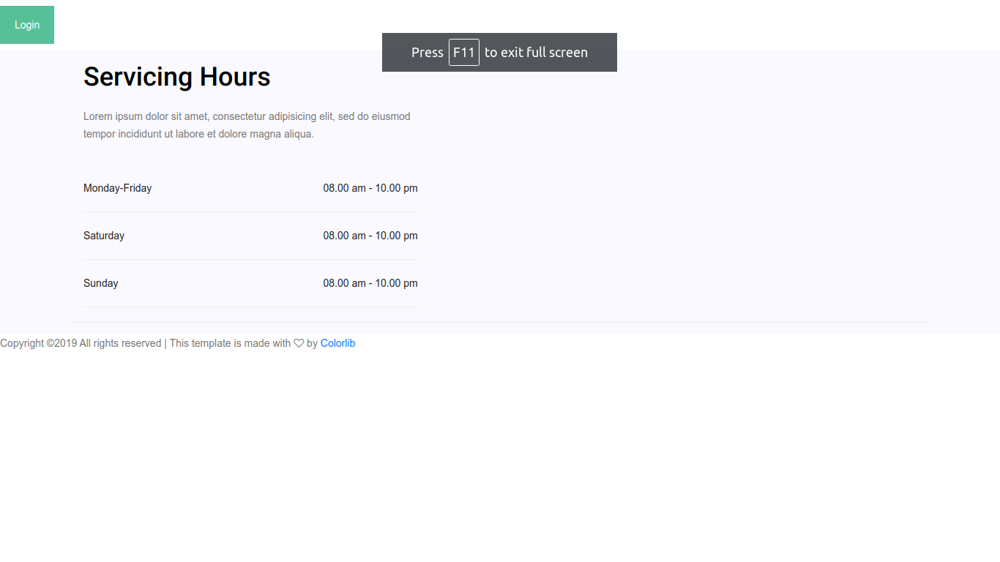 Login
Press F11 to exit full screen
Servicing Hours
Lorem ipsum dolor sit amet, consectetur adipisicing elit, sed do eiusmod
tempor incididunt ut labore et dolore magna aliqua.
Monday-Friday 08.00 am - 10.00 pm
Saturday 08.00 am - 10.00 pm
Sunday 08.00 am - 10.00 pm
Copyright ©2019 All rights reserved | This template is made with ♡ by Colorlib